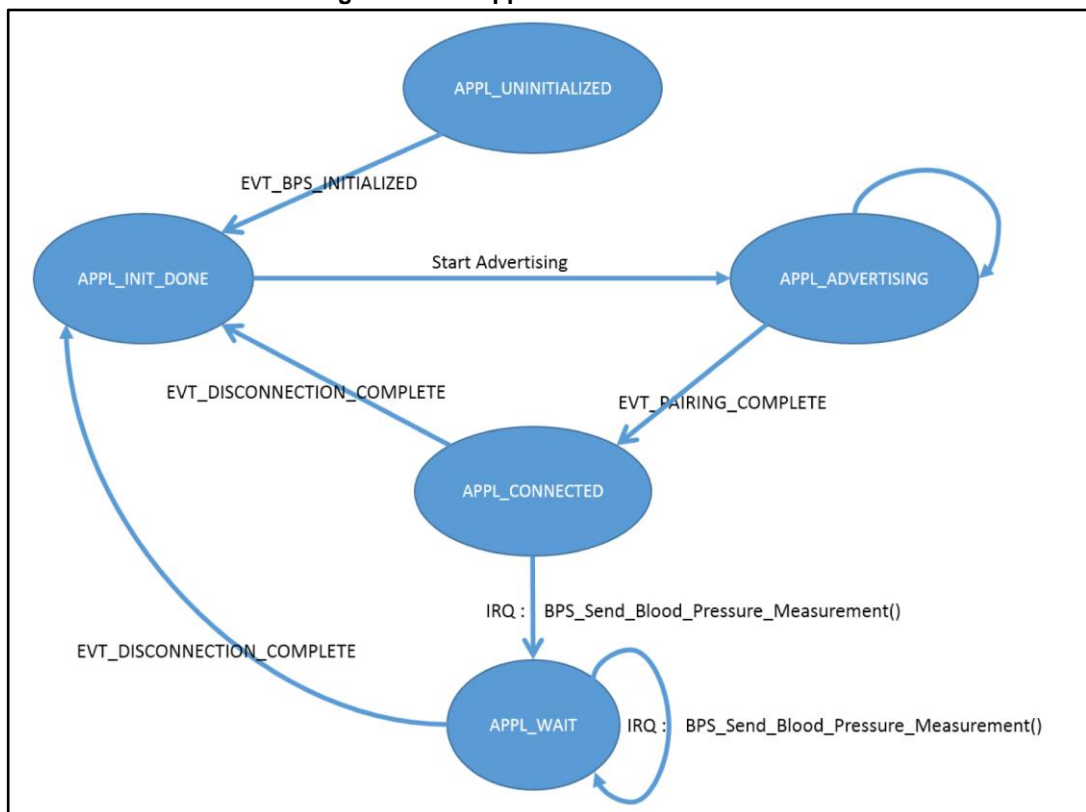 APPL_UNINITIALIZED
EVT_BPS_INITIALIZED
Start Advertising
APPL_INIT_DONE
APPL_ADVERTISING
EVT_DISCONNECTION_COMPLETE
EVT_PAIRING_COMPLETE
APPL_CONNECTED
IRQ : BPS_Send_Blood_Pressure_Measurement()
EVT_DISCONNECTION_COMPLETE
APPL_WAIT
IRQ : BPS_Send_Blood_Pressure_Measurement()